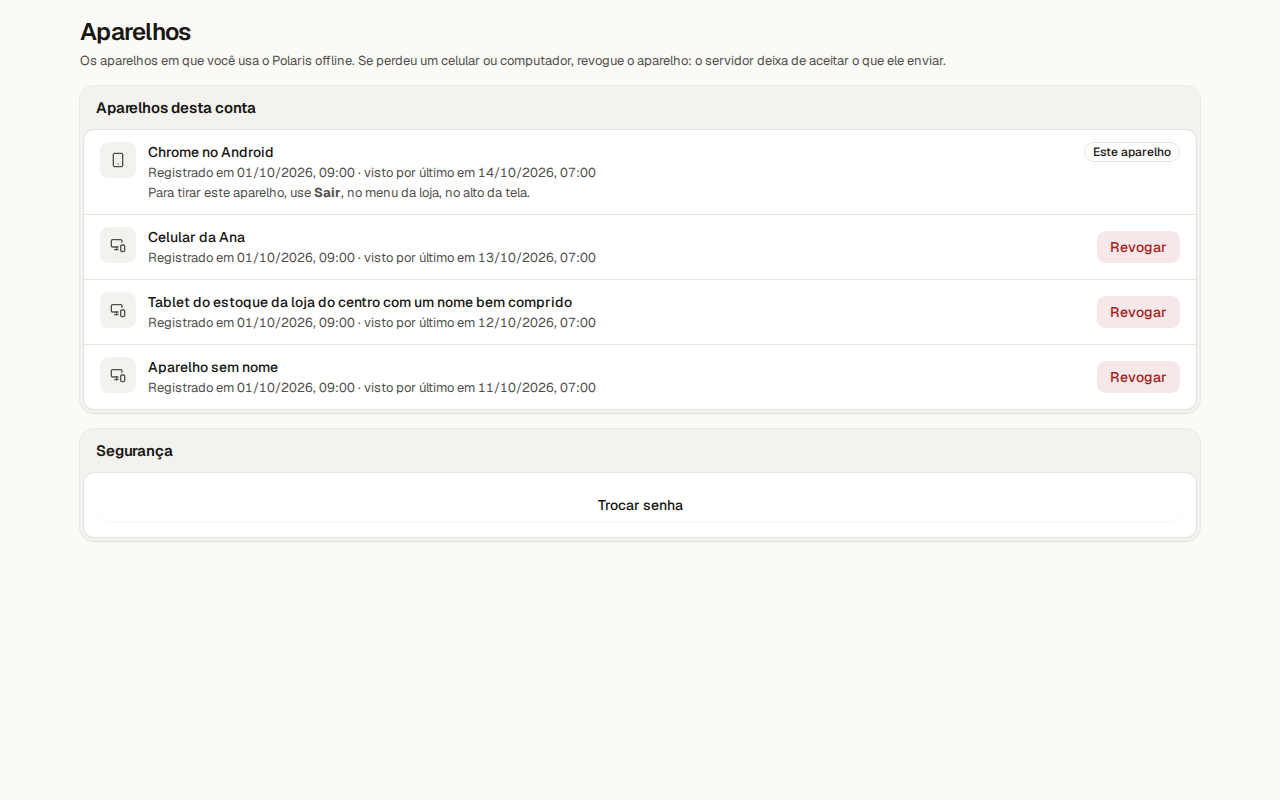 Aparelhos
Os aparelhos em que você usa o Polaris offline. Se perdeu um celular ou computador, revogue o aparelho: o servidor deixa de aceitar o que ele enviar.
Aparelhos desta conta
Chrome no Android
Este aparelho
Registrado em 01/10/2026, 09:00 · visto por último em 14/10/2026, 07:00
Para tirar este aparelho, use Sair, no menu da loja, no alto da tela.
Celular da Ana
Registrado em 01/10/2026, 09:00 · visto por último em 13/10/2026, 07:00
Revogar
Tablet do estoque da loja do centro com um nome bem comprido
Registrado em 01/10/2026, 09:00 · visto por último em 12/10/2026, 07:00
Revogar
Aparelho sem nome
Registrado em 01/10/2026, 09:00 · visto por último em 11/10/2026, 07:00
Revogar
Segurança
Trocar senha